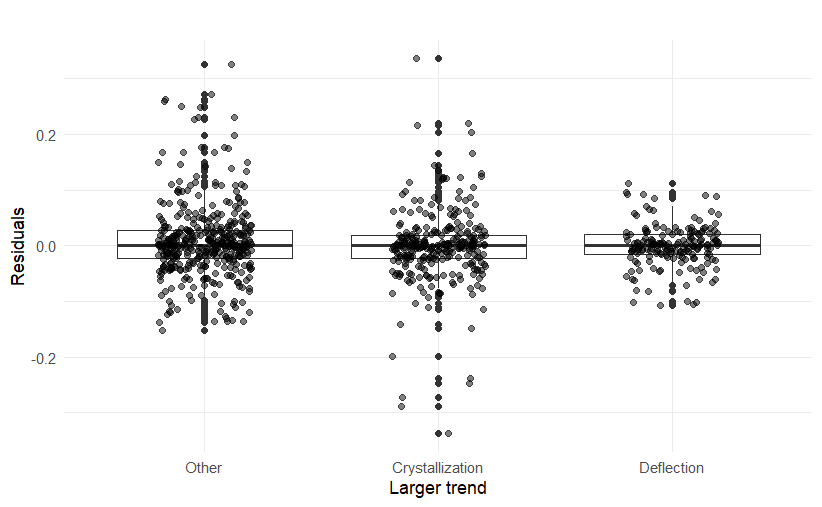 Residuals
0.2
0.0
-0.2
Other
Crystallization
Deflection
Larger trend